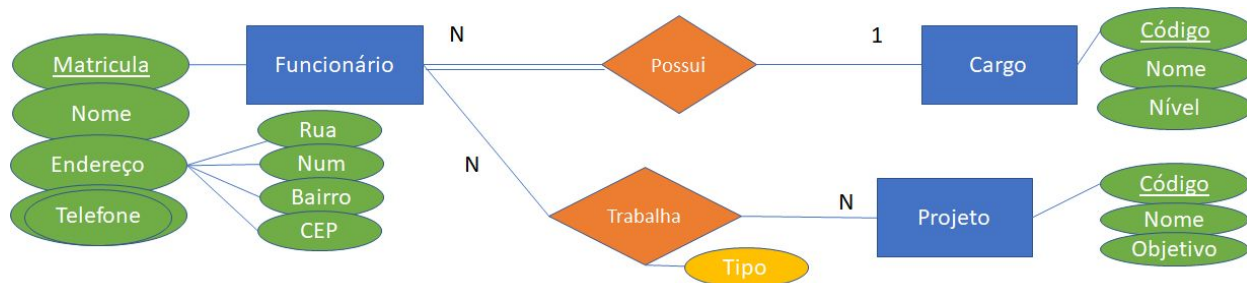 Matricula
Nome
Endereço
Telefone
Rua
Num
Bairro
CEP
Funcionário
N
Possui
1
Cargo
Código
Nome
Nível
N
Trabalha
Tipo
N
Projeto
Código
Nome
Objetivo